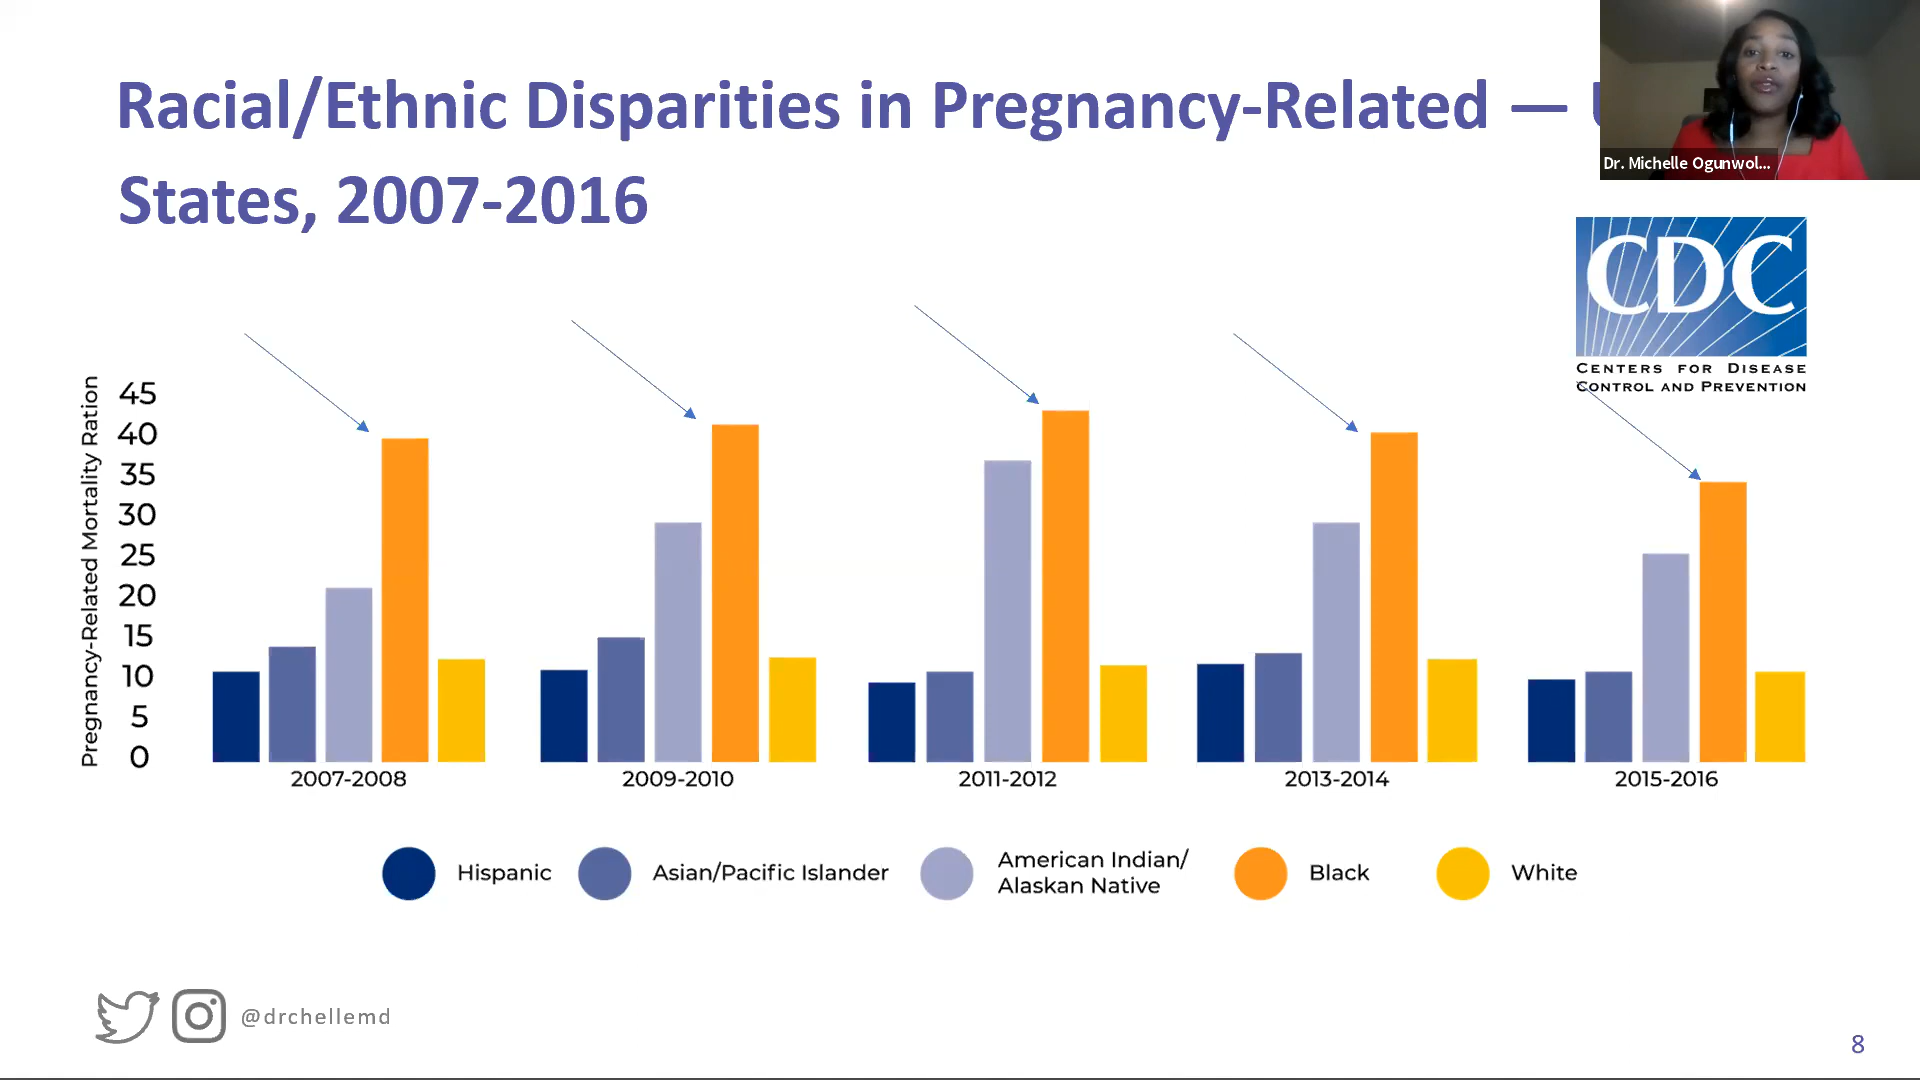 Racial/Ethnic Disparities in Pregnancy-Related —
States, 2007-2016
Dr. Michelle Ogunwol...
CDC
CENTERS FOR DISEASE
CONTROL AND PREVENTION
Pregnancy-Related Mortality Ration
45
40
35
30
25
20
15
10
5
0
2007-2008
2009-2010
2011-2012
2013-2014
2015-2016
Hispanic
Asian/Pacific Islander
American Indian/
Alaskan Native
Black
White
@drchellemd
8